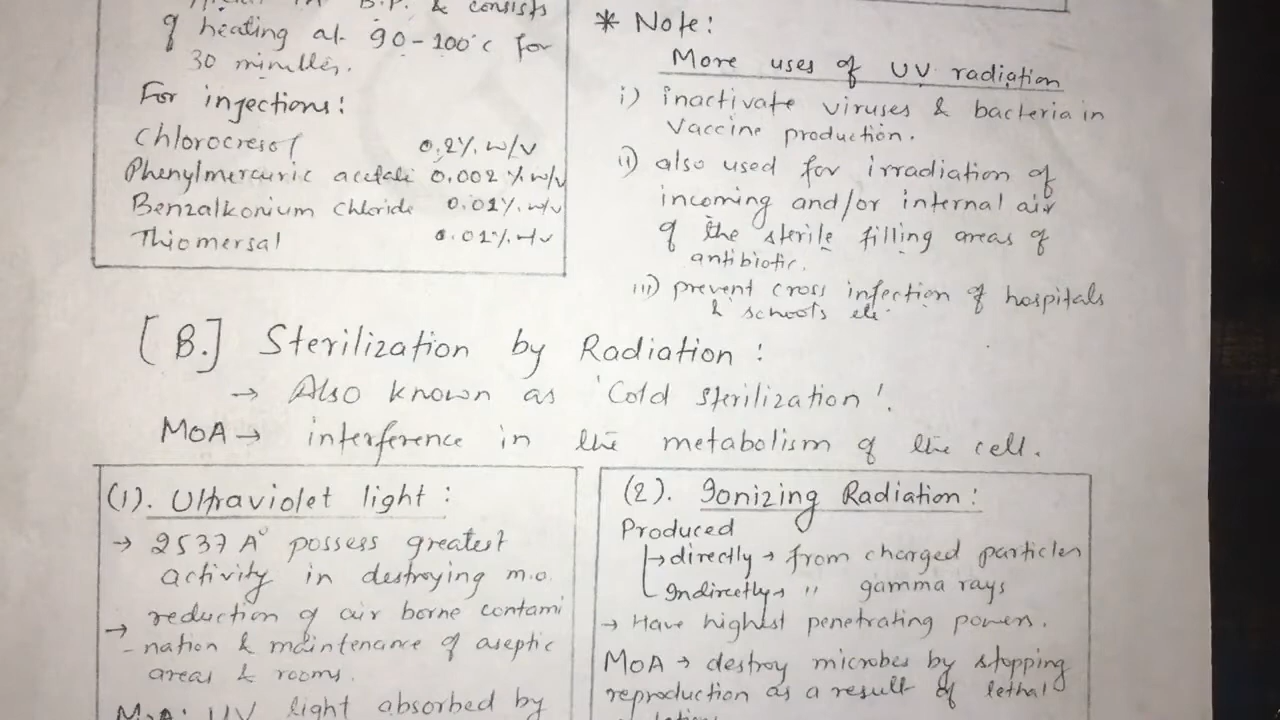 B.P. & consists
of heating at 90-100°c for
30 minutes.
For injections:
Chlorocresol 0.2% w/v
Phenylmercuric acetate 0.002 % w/v
Benzalkonium chloride 0.01% w/v
Thiomersal 0.01% w/v
* Note:
More uses of UV radiation
i) inactivate viruses & bacteria in
vaccine production.
ii) also used for irradiation of
incoming and/or internal air
of the sterile filling areas of
antibiotic.
iii) prevent cross infection of hospitals
& schools etc.
[B.] Sterilization by Radiation:
→ Also known as 'Cold sterilization'.
MOA → interference in the metabolism of the cell.
(1). Ultraviolet light:
→ 2537 A° possess greatest
activity in destroying m.o.
→ reduction of air borne contami
-nation & maintenance of aseptic
areas & rooms.
MoA: UV light absorbed by
(2). Ionizing Radiation:
Produced
directly → from charged particles
Indirectly → " gamma rays
→ Have highest penetrating power.
MOA → destroy microbes by stopping
reproduction as a result of lethal